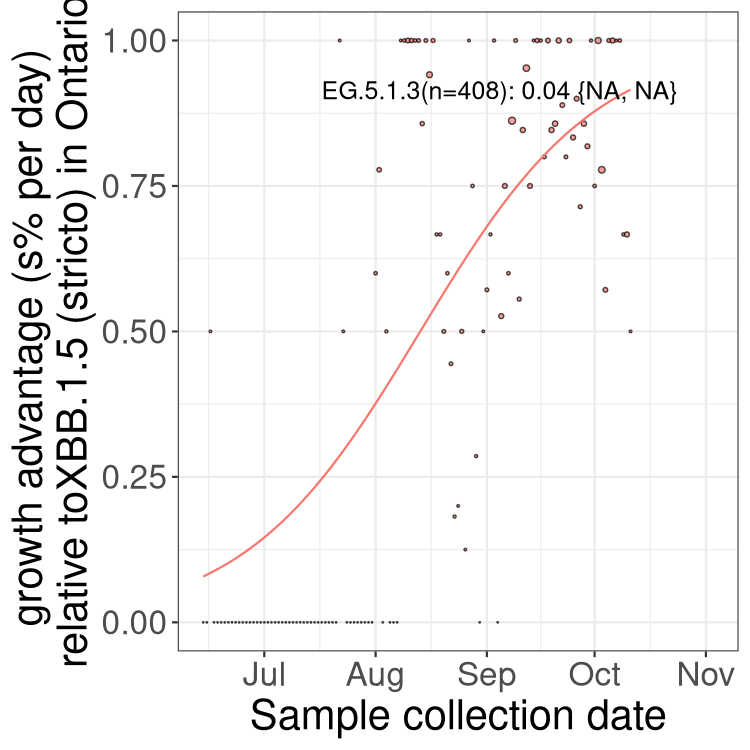 growth advantage (s% per day)
relative toXBB.1.5 (stricto) in Ontario
1.00
0.75
0.50
0.25
0.00
EG.5.1.3(n=408): 0.04 {NA, NA}
Jul Aug Sep Oct Nov
Sample collection date